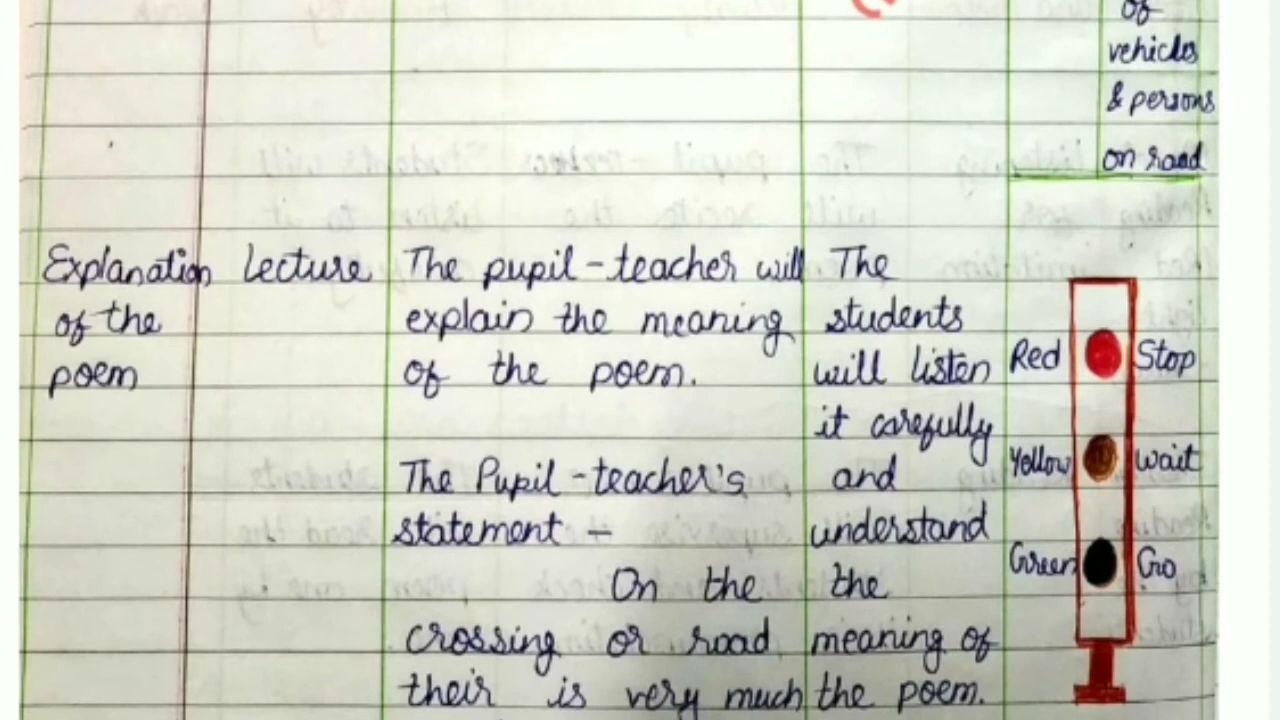 of
vehicles
& persons
on road
Explanation
of the
poem
Lecture
The pupil-teacher will
explain the meaning
of the poem.
The Pupil-teacher's
statement -
On the
crossing or road
their is very much
The
students
will listen
it carefully
and
understand
the
meaning of
the poem.
Red Stop
Yellow wait
Green Go